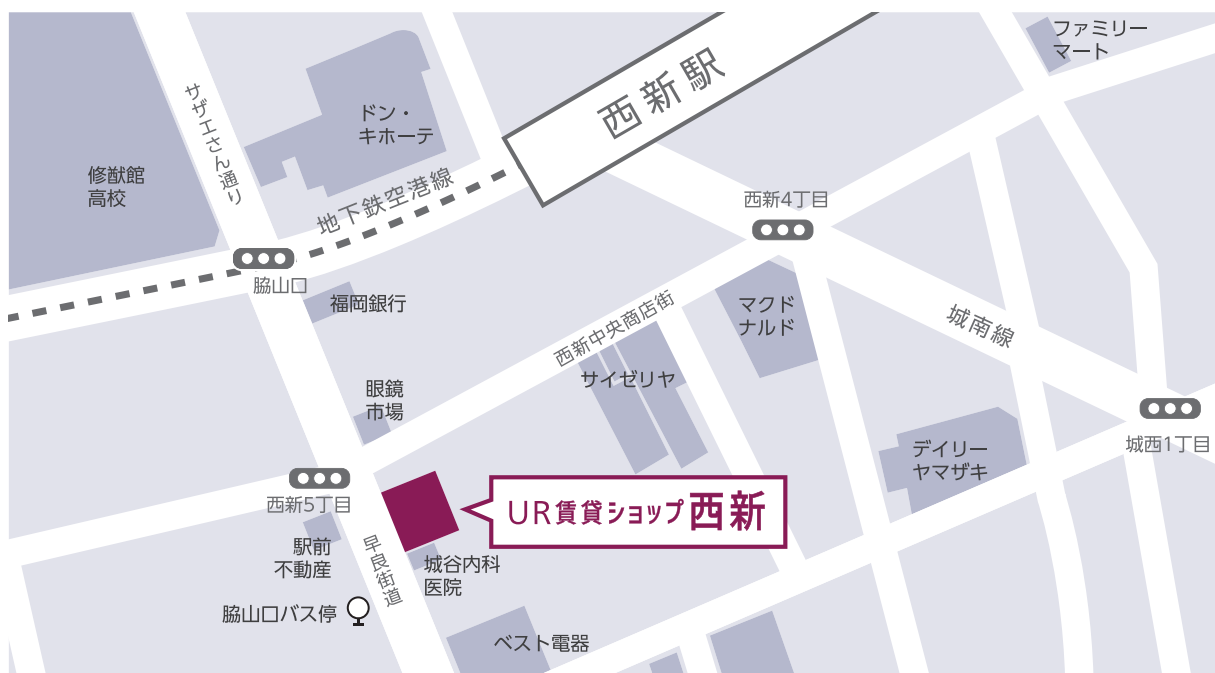 ファミリー
マート
西新駅
サザエさん通り
ドン・
キホーテ
修猷館
高校
地下鉄空港線
西新4丁目
脇山口
福岡銀行
マクド
ナルド
城南線
西新中央商店街
サイゼリヤ
眼鏡
市場
城西1丁目
デイリー
ヤマザキ
西新5丁目
UR賃貸ショップ 西新
駅前
不動産
早良街道
城谷内科
医院
脇山口バス停
ベスト電器